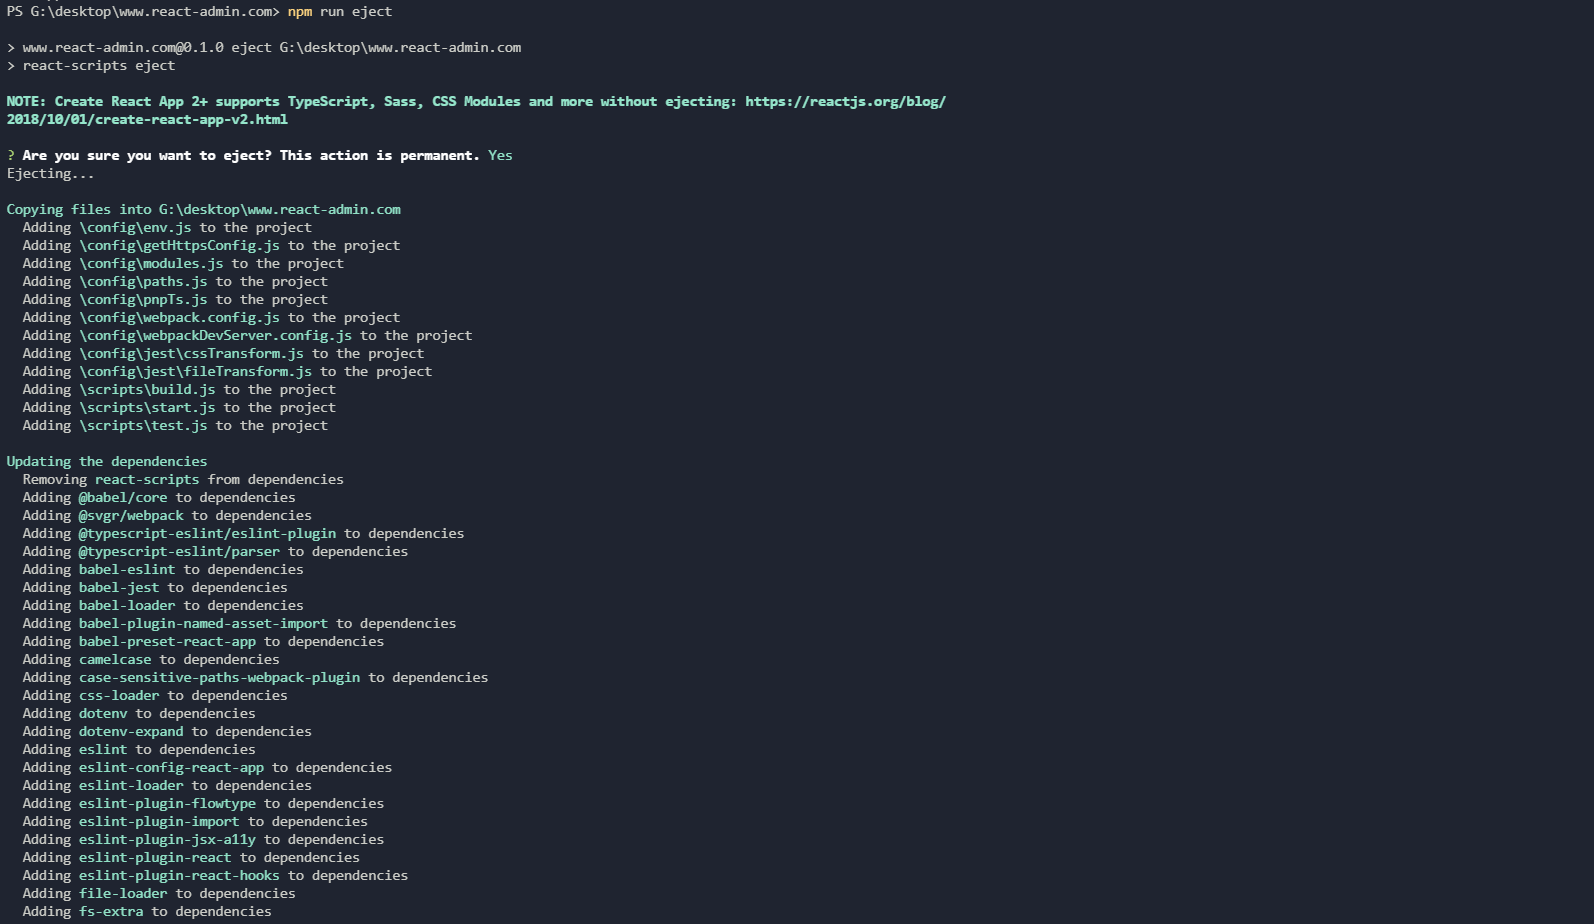 PS G:\desktop\www.react-admin.com> npm run eject
> www.react-admin.com@0.1.0 eject G:\desktop\www.react-admin.com
> react-scripts eject
NOTE: Create React App 2+ supports TypeScript, Sass, CSS Modules and more without ejecting: https://reactjs.org/blog/
2018/10/01/create-react-app-v2.html
? Are you sure you want to eject? This action is permanent. Yes
Ejecting...
Copying files into G:\desktop\www.react-admin.com
Adding \config\env.js to the project
Adding \config\getHttpsConfig.js to the project
Adding \config\modules.js to the project
Adding \config\paths.js to the project
Adding \config\pnpTs.js to the project
Adding \config\webpack.config.js to the project
Adding \config\webpackDevServer.config.js to the project
Adding \config\jest\cssTransform.js to the project
Adding \config\jest\fileTransform.js to the project
Adding \scripts\build.js to the project
Adding \scripts\start.js to the project
Adding \scripts\test.js to the project
Updating the dependencies
Removing react-scripts from dependencies
Adding @babel/core to dependencies
Adding @svgr/webpack to dependencies
Adding @typescript-eslint/eslint-plugin to dependencies
Adding @typescript-eslint/parser to dependencies
Adding babel-eslint to dependencies
Adding babel-jest to dependencies
Adding babel-loader to dependencies
Adding babel-plugin-named-asset-import to dependencies
Adding babel-preset-react-app to dependencies
Adding camelcase to dependencies
Adding case-sensitive-paths-webpack-plugin to dependencies
Adding css-loader to dependencies
Adding dotenv to dependencies
Adding dotenv-expand to dependencies
Adding eslint to dependencies
Adding eslint-config-react-app to dependencies
Adding eslint-loader to dependencies
Adding eslint-plugin-flowtype to dependencies
Adding eslint-plugin-import to dependencies
Adding eslint-plugin-jsx-a11y to dependencies
Adding eslint-plugin-react to dependencies
Adding eslint-plugin-react-hooks to dependencies
Adding file-loader to dependencies
Adding fs-extra to dependencies